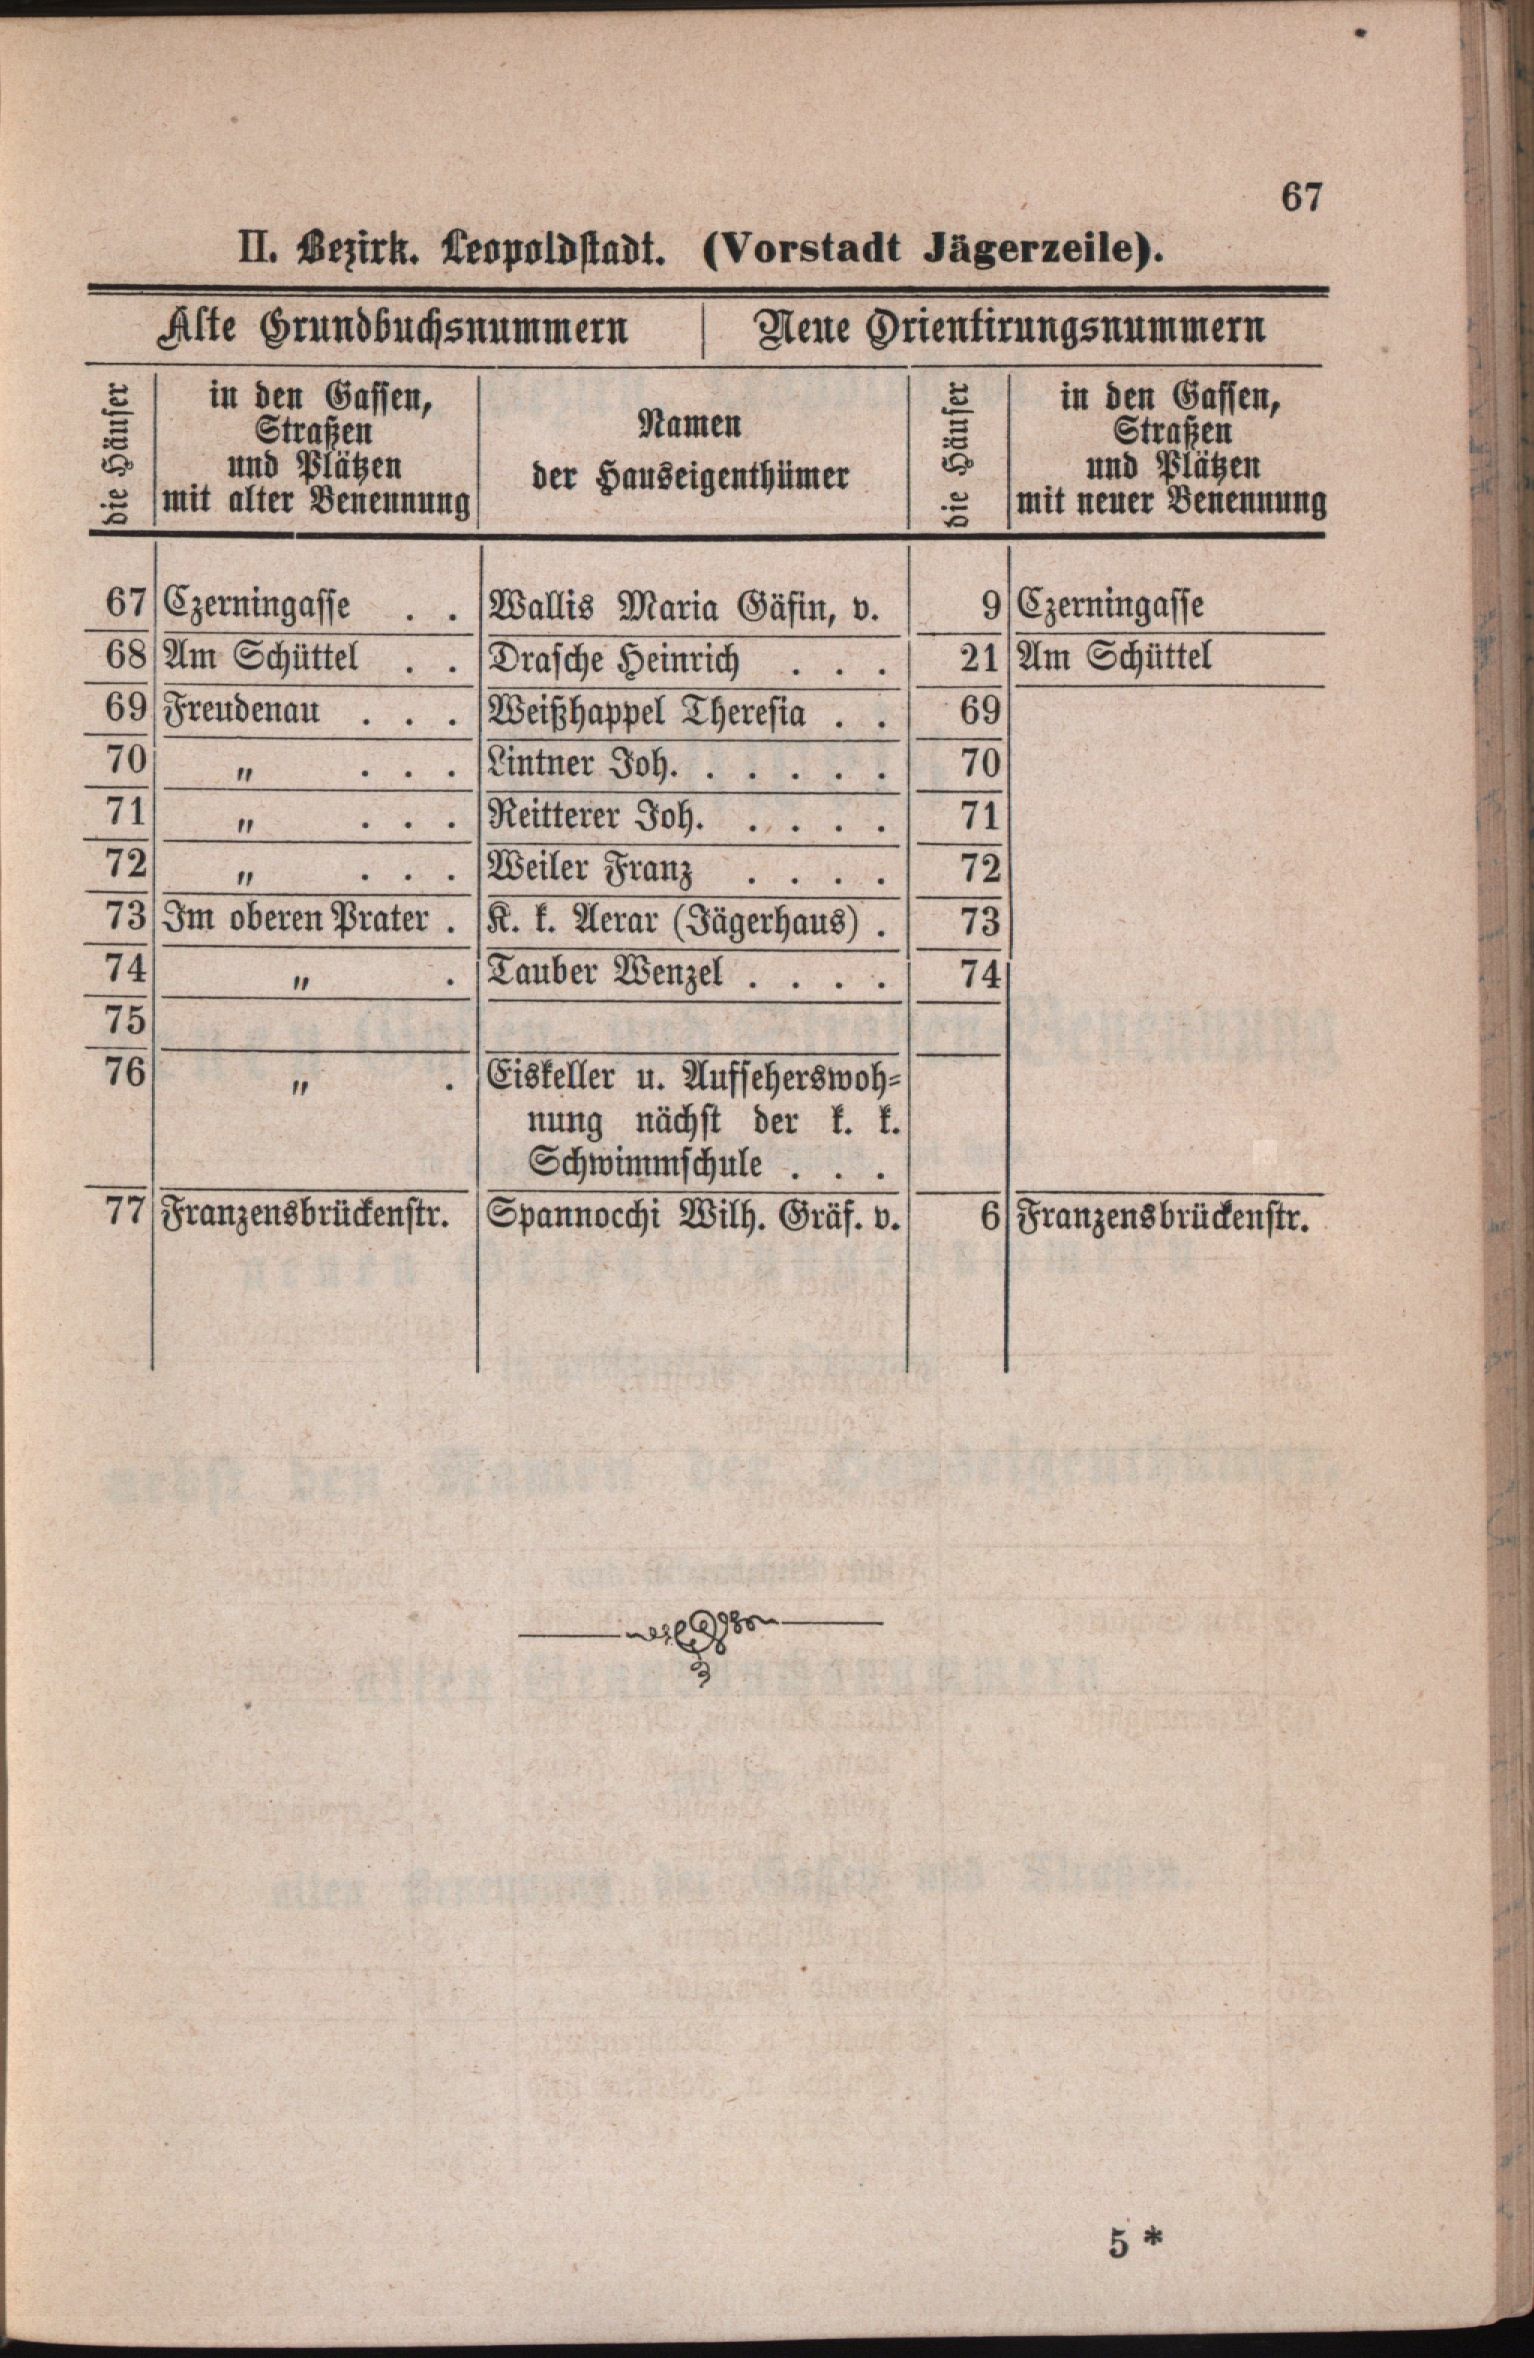 67
II. Bezirk. Leopoldstadt. (Vorstadt Jägerzeile).
Alte Grundbuchsnummern Neue Orientirungsnummern
die Häuser
in den Gassen,
Straßen
und Plätzen
mit alter Benennung
Namen
der Hauseigenthümer
die Häuser
in den Gassen,
Straßen
und Plätzen
mit neuer Benennung
67 Czerningasse . . Wallis Maria Gäfin, v. 9 Czerningasse
68 Am Schüttel . . Drasche Heinrich . . . 21 Am Schüttel
69 Freudenau . . . Weißhappel Theresia . . 69
70 " . . . Lintner Joh. . . . . . 70
71 " . . . Reitterer Joh. . . . . 71
72 " . . . Weiler Franz . . . . 72
73 Im oberen Prater . K. k. Aerar (Jägerhaus) . 73
74 " . Tauber Wenzel . . . . 74
75
76 " . Eiskeller u. Aufseherswoh-
nung nächst der k. k.
Schwimmschule . . .
77 Franzensbrückenstr. Spannocchi Wilh. Gräf. v. 6 Franzensbrückenstr.
5 *